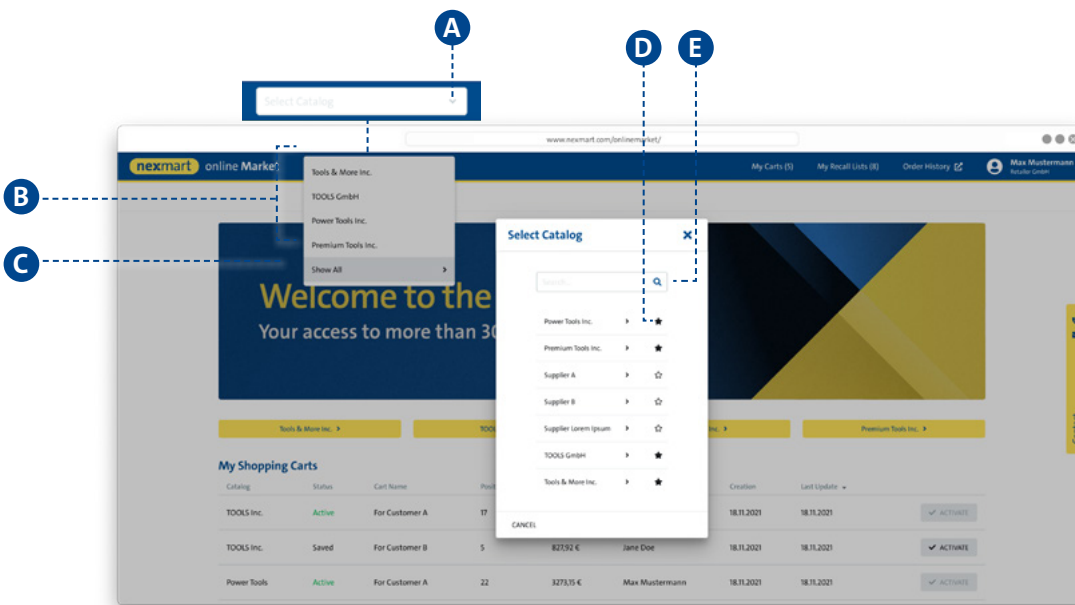 A
D
E
Select Catalog
www.nexmart.com/onlinemarket/
nexmart online Marke
My Carts (5)
My Recall Lists (8)
Order History
Max Mustermann
Retailer GmbH
B
Tools & More Inc.
TOOLS GmbH
Power Tools Inc.
Premium Tools Inc.
C
Show All
Select Catalog
Search...
Welcome to the
Your access to more than 30
Power Tools Inc.
Premium Tools Inc.
Supplier A
Supplier B
Supplier Lorem Ipsum
TOOLS GmbH
Tools & More Inc.
CANCEL
Tools & More Inc.
TOO
nc.
Premium Tools Inc.
Contact
My Shopping Carts
Catalog Status Cart Name Posit Creation Last Update
TOOLS Inc. Active For Customer A 17 18.11.2021 18.11.2021 ACTIVATE
TOOLS Inc. Saved For Customer B 5 827,92 € Jane Doe 18.11.2021 18.11.2021 ACTIVATE
Power Tools Active For Customer A 22 3273,15 € Max Mustermann 18.11.2021 18.11.2021 ACTIVATE